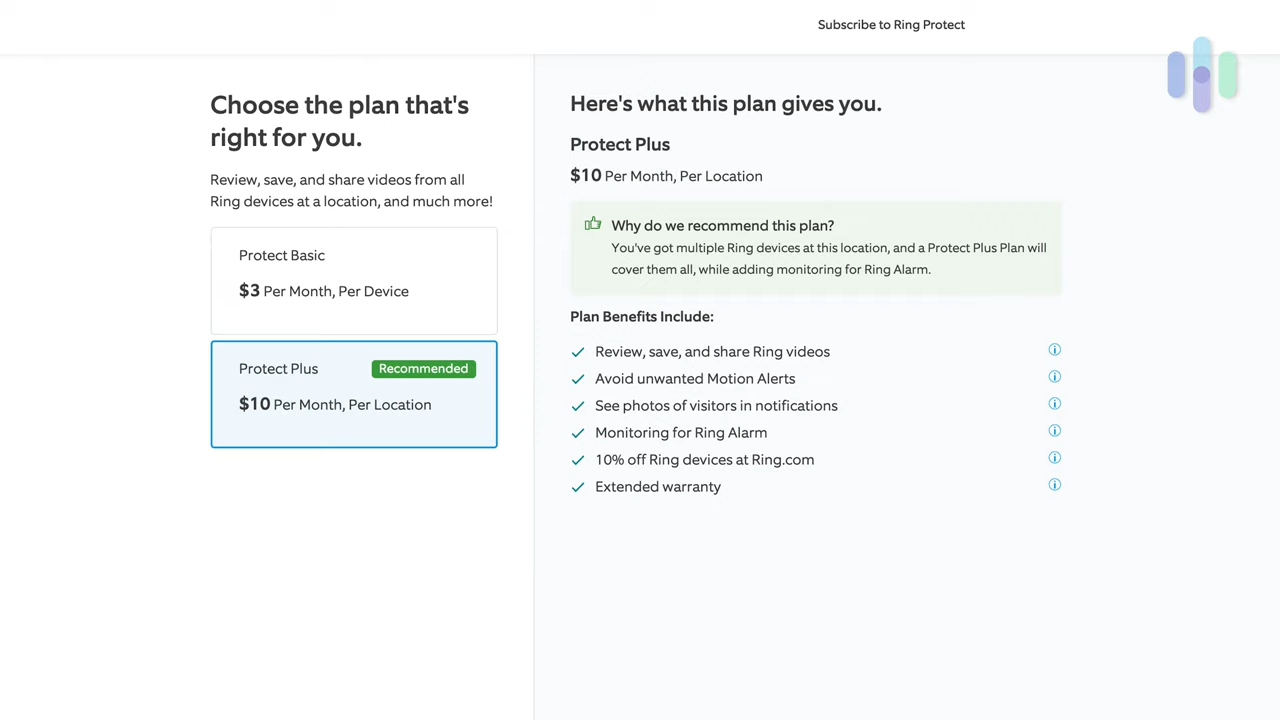 Subscribe to Ring Protect
Choose the plan that's
right for you.
Review, save, and share videos from all
Ring devices at a location, and much more!
Protect Basic
$3 Per Month, Per Device
Protect Plus
Recommended
$10 Per Month, Per Location
Here's what this plan gives you.
Protect Plus
$10 Per Month, Per Location
Why do we recommend this plan?
You've got multiple Ring devices at this location, and a Protect Plus Plan will
cover them all, while adding monitoring for Ring Alarm.
Plan Benefits Include:
Review, save, and share Ring videos
Avoid unwanted Motion Alerts
See photos of visitors in notifications
Monitoring for Ring Alarm
10% off Ring devices at Ring.com
Extended warranty